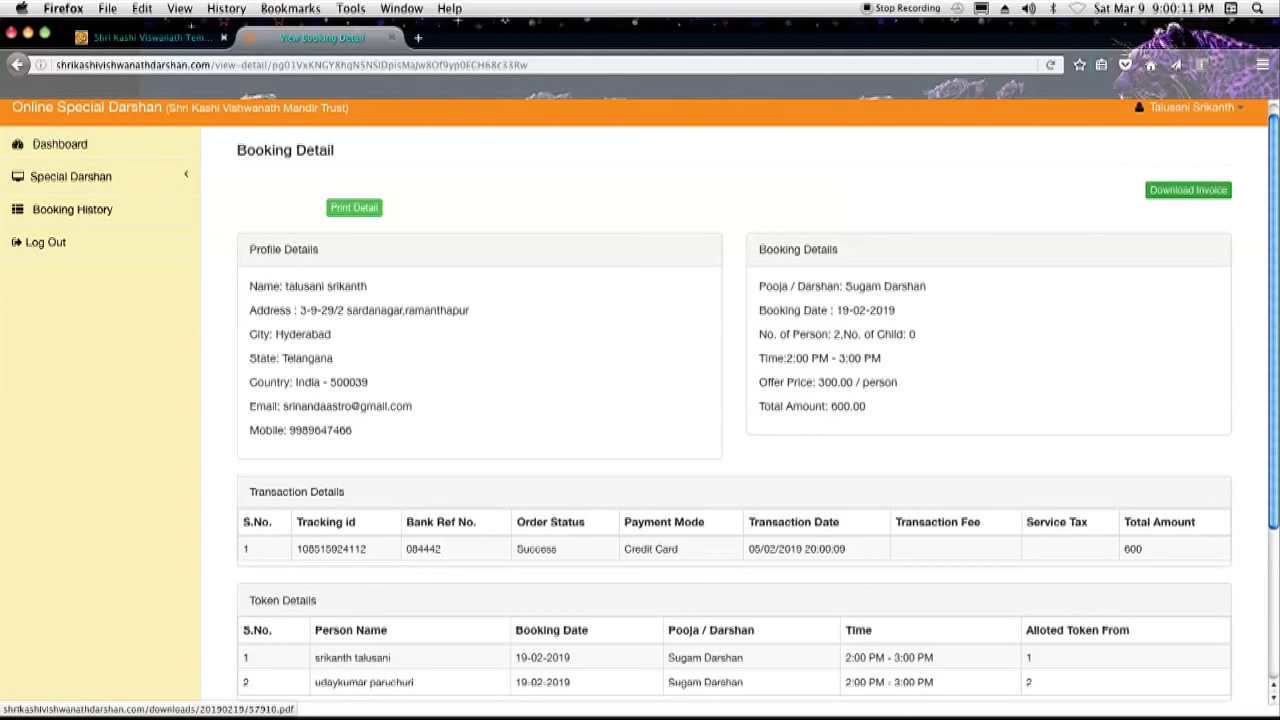 Firefox File Edit View History Bookmarks Tools Window Help Stop Recording Sat Mar 9 9:00:11 PM
Shri Kashi Viswanath Tem... View Booking Detail
shrikashivishwanathdarshan.com
Online Special Darshan (Shri Kashi Vishwanath Mandir Trust) Talusani Srikanth
Dashboard
Special Darshan
Booking History
Log Out
Booking Detail
Download Invoice
Print Detail
Profile Details
Name: talusani srikanth
Address : 3-9-29/2 sardanagar,ramanthapur
City: Hyderabad
State: Telangana
Country: India - 500039
Email: srinandaastro@gmail.com
Mobile: 9989647466
Booking Details
Pooja / Darshan: Sugam Darshan
Booking Date : 19-02-2019
No. of Person: 2,No. of Child: 0
Time:2:00 PM - 3:00 PM
Offer Price: 300.00 / person
Total Amount: 600.00
Transaction Details
S.No. Tracking id Bank Ref No. Order Status Payment Mode Transaction Date Transaction Fee Service Tax Total Amount
1 108515924112 084442 Success Credit Card 05/02/2019 20:00:09 600
Token Details
S.No. Person Name Booking Date Pooja / Darshan Time Alloted Token From
1 srikanth talusani 19-02-2019 Sugam Darshan 2:00 PM - 3:00 PM 1
2 udaykumar paruchuri 19-02-2019 Sugam Darshan 2:00 PM - 3:00 PM 2
shrikashivishwanathdarshan.com/downloads/20190219/57910.pdf